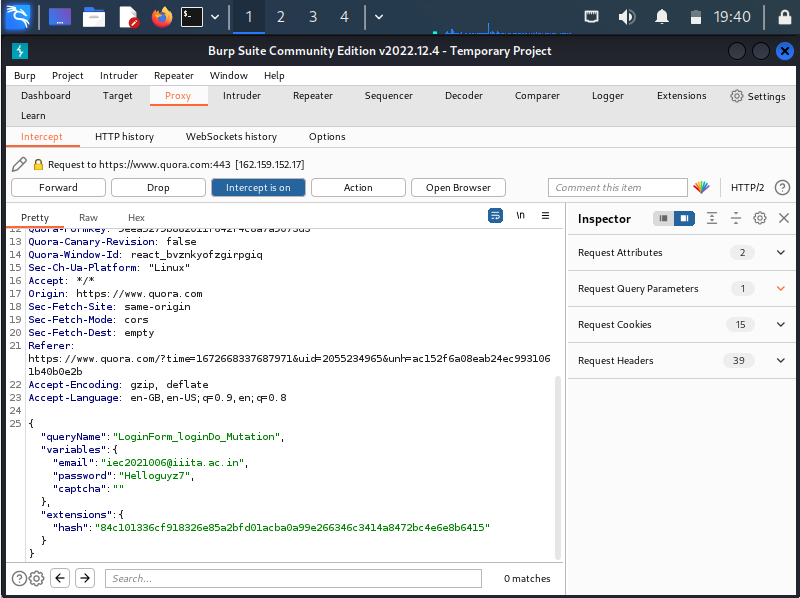 1 2 3 4 19:40
Burp Suite Community Edition v2022.12.4 - Temporary Project
Burp Project Intruder Repeater Window Help
Dashboard Target Proxy Intruder Repeater Sequencer Decoder Comparer Logger Extensions Settings
Learn
Intercept HTTP history WebSockets history Options
Request to https://www.quora.com:443 [162.159.152.17]
Forward Drop Intercept is on Action Open Browser Comment this item HTTP/2
Pretty Raw Hex \n Inspector
13 Quora-Canary-Revision: false
14 Quora-Window-Id: react_bvznkyofzgirpgiq
15 Sec-Ch-Ua-Platform: "Linux"
16 Accept: */*
17 Origin: https://www.quora.com
18 Sec-Fetch-Site: same-origin
19 Sec-Fetch-Mode: cors
20 Sec-Fetch-Dest: empty
21 Referer:
https://www.quora.com/?time=1672668337687971&uid=2055234965&unh=ac152f6a08eab24ec993106
1b40b0e2b
22 Accept-Encoding: gzip, deflate
23 Accept-Language: en-GB,en-US;q=0.9,en;q=0.8
24
25 {
"queryName":"LoginForm_loginDo_Mutation",
"variables":{
"email":"iec2021006@iiita.ac.in",
"password":"Helloguyz7",
"captcha":""
},
"extensions":{
"hash":"84c101336cf918326e85a2bfd01acba0a99e266346c3414a8472bc4e6e8b6415"
}
}
Request Attributes 2
Request Query Parameters 1
Request Cookies 15
Request Headers 39
Search... 0 matches